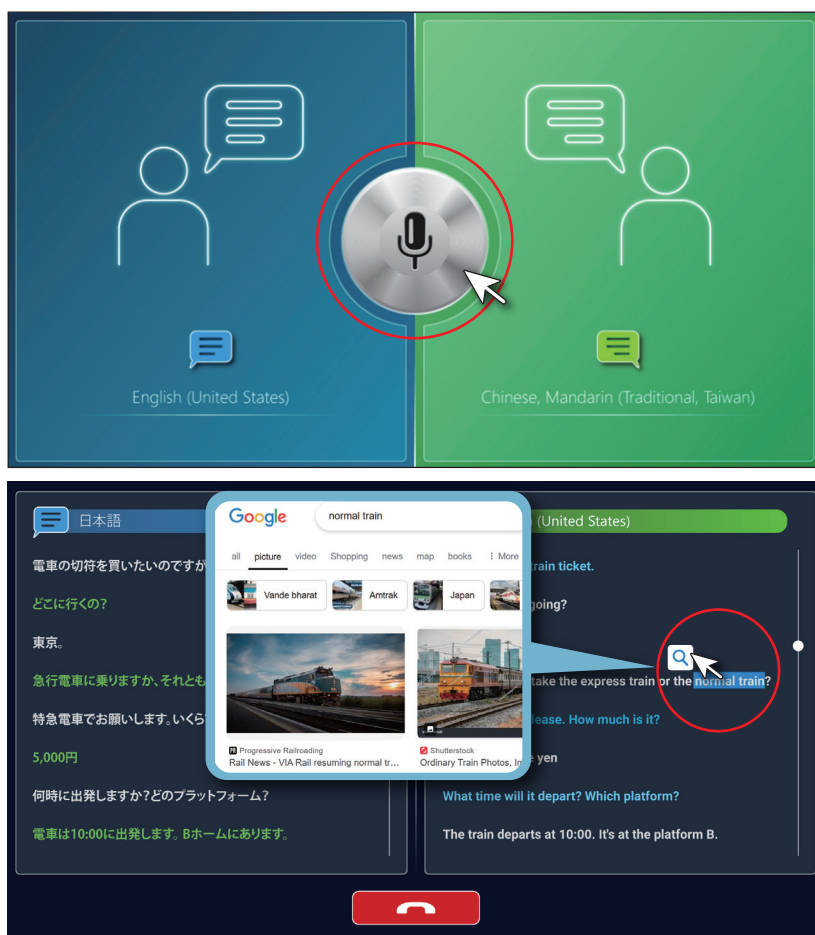 English (United States)
Chinese, Mandarin (Traditional, Taiwan)
日本語
電車の切符を買いたいのですが
どこに行くの?
東京。
急行電車に乗りますか、それとも
特急電車でお願いします。いくら
5,000円
何時に出発しますか?どのプラットフォーム?
電車は10:00に出発します。Bホームにあります。
Google
normal train
all picture video Shopping news map books ⋮ More
Vande bharat
Amtrak
Japan
Progressive Railroading
Rail News - VIA Rail resuming normal tr...
Shutterstock
Ordinary Train Photos,
(United States)
train ticket.
going?
take the express train or the normal train?
How much is it?
yen
What time will it depart? Which platform?
The train departs at 10:00. It's at the platform B.